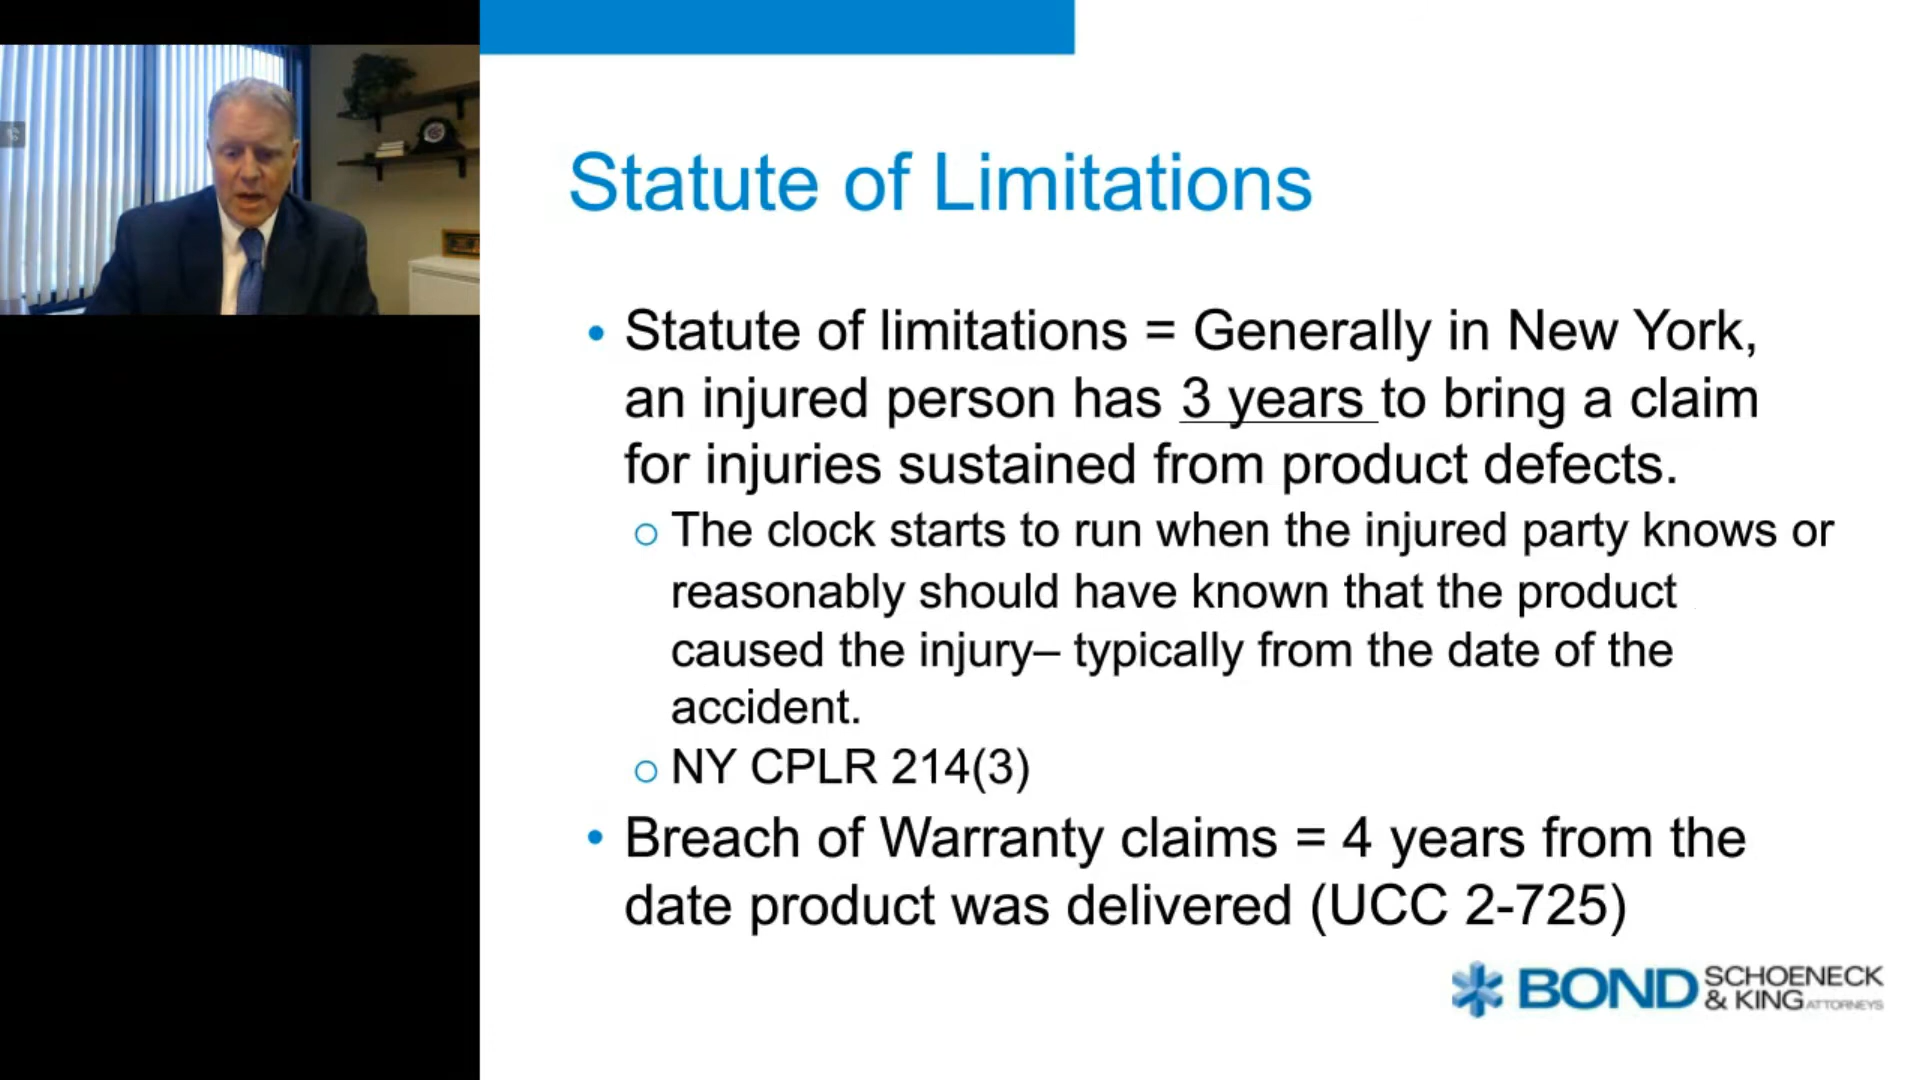 Statute of Limitations
• Statute of limitations = Generally in New York,
an injured person has 3 years to bring a claim
for injuries sustained from product defects.
○ The clock starts to run when the injured party knows or
reasonably should have known that the product
caused the injury– typically from the date of the
accident.
○ NY CPLR 214(3)
• Breach of Warranty claims = 4 years from the
date product was delivered (UCC 2-725)
BOND SCHOENECK
& KING ATTORNEYS